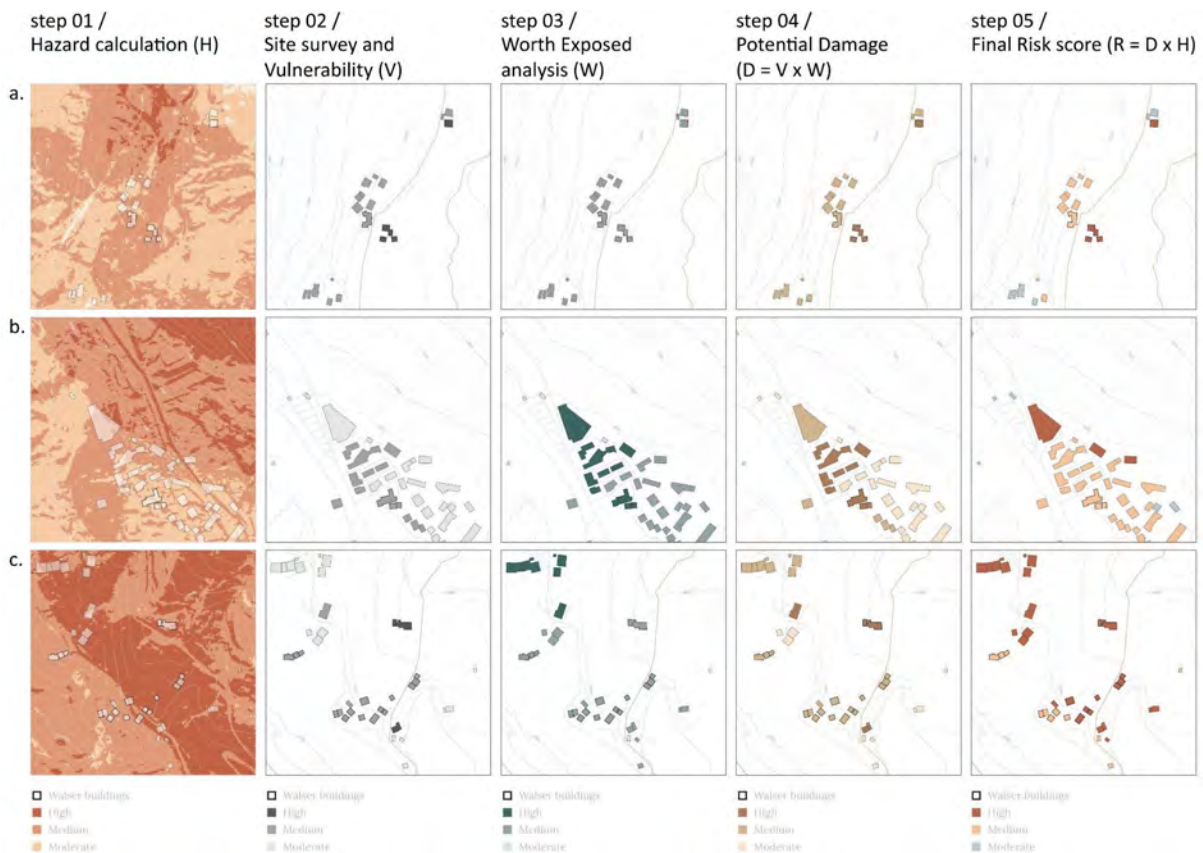 step 01 /
Hazard calculation (H)
step 02 /
Site survey and
Vulnerability (V)
step 03 /
Worth Exposed
analysis (W)
step 04 /
Potential Damage
(D = V x W)
step 05 /
Final Risk score (R = D x H)
a.
b.
c.
Walser buildings
High
Medium
Moderate
Walser buildings
High
Medium
Moderate
Walser buildings
High
Medium
Moderate
Walser buildings
High
Medium
Moderate
Walser buildings
High
Medium
Moderate